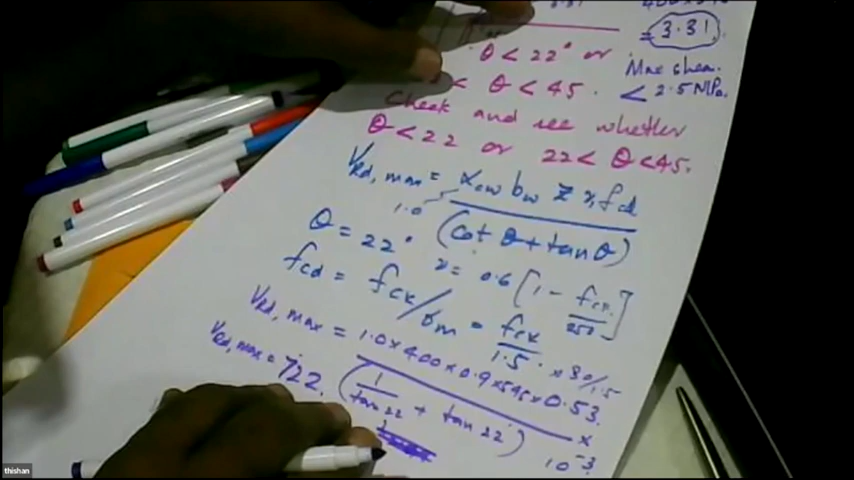 = 3.31
θ < 22° or
Max shear.
< θ < 45.
< 2.5 MPa.
Check and see whether
θ < 22 or 22 < θ < 45.
VRd, max = αcw bw z ν, fcd
1.0
(Cot θ + tan θ)
θ = 22°
ν = 0.6 [1 - fck/250]
fcd = fck/γm = fck/1.5
VRd, max = 1.0 × 400 × 0.9 × 595 × 0.53 × 30/1.5
VRd, max = 722.
(1/tan 22 + tan 22) × 10⁻³
thishan